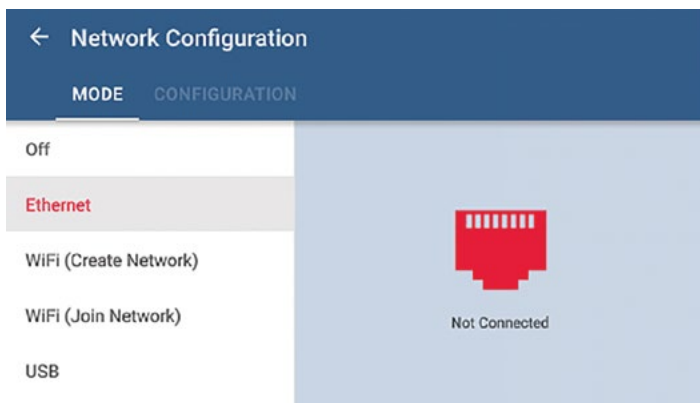 Network Configuration
MODE CONFIGURATION
Off
Ethernet
WiFi (Create Network)
WiFi (Join Network)
USB
Not Connected